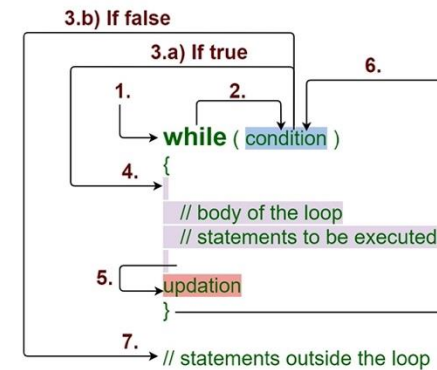 3.b) If false
3.a) If true
6.
1.
2.
while ( condition )
4.
{
// body of the loop
// statements to be executed
5.
updation
}
7.
// statements outside the loop